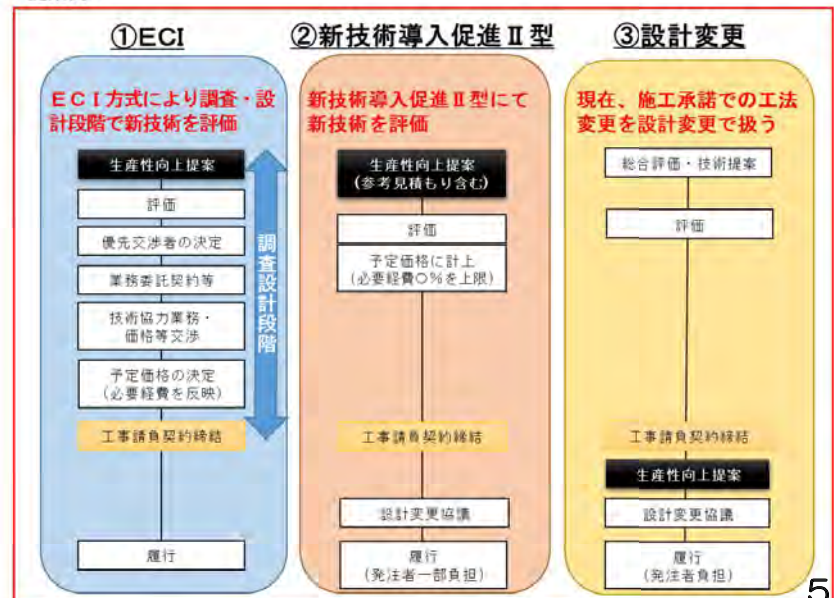 ①ECI
ECI方式により調査・設
計段階で新技術を評価
生産性向上提案
評価
優先交渉者の決定
業務委託契約等
技術協力業務・
価格等交渉
予定価格の決定
(必要経費を反映)
工事請負契約締結
履行
調査設計段階
②新技術導入促進Ⅱ型
新技術導入促進Ⅱ型にて
新技術を評価
生産性向上提案
(参考見積もり含む)
評価
予定価格に計上
(必要経費○%を上限)
工事請負契約締結
設計変更協議
履行
(発注者一部負担)
③設計変更
現在、施工承諾での工法
変更を設計変更で扱う
総合評価・技術提案
評価
工事請負契約締結
生産性向上提案
設計変更協議
履行
(発注者負担)
5